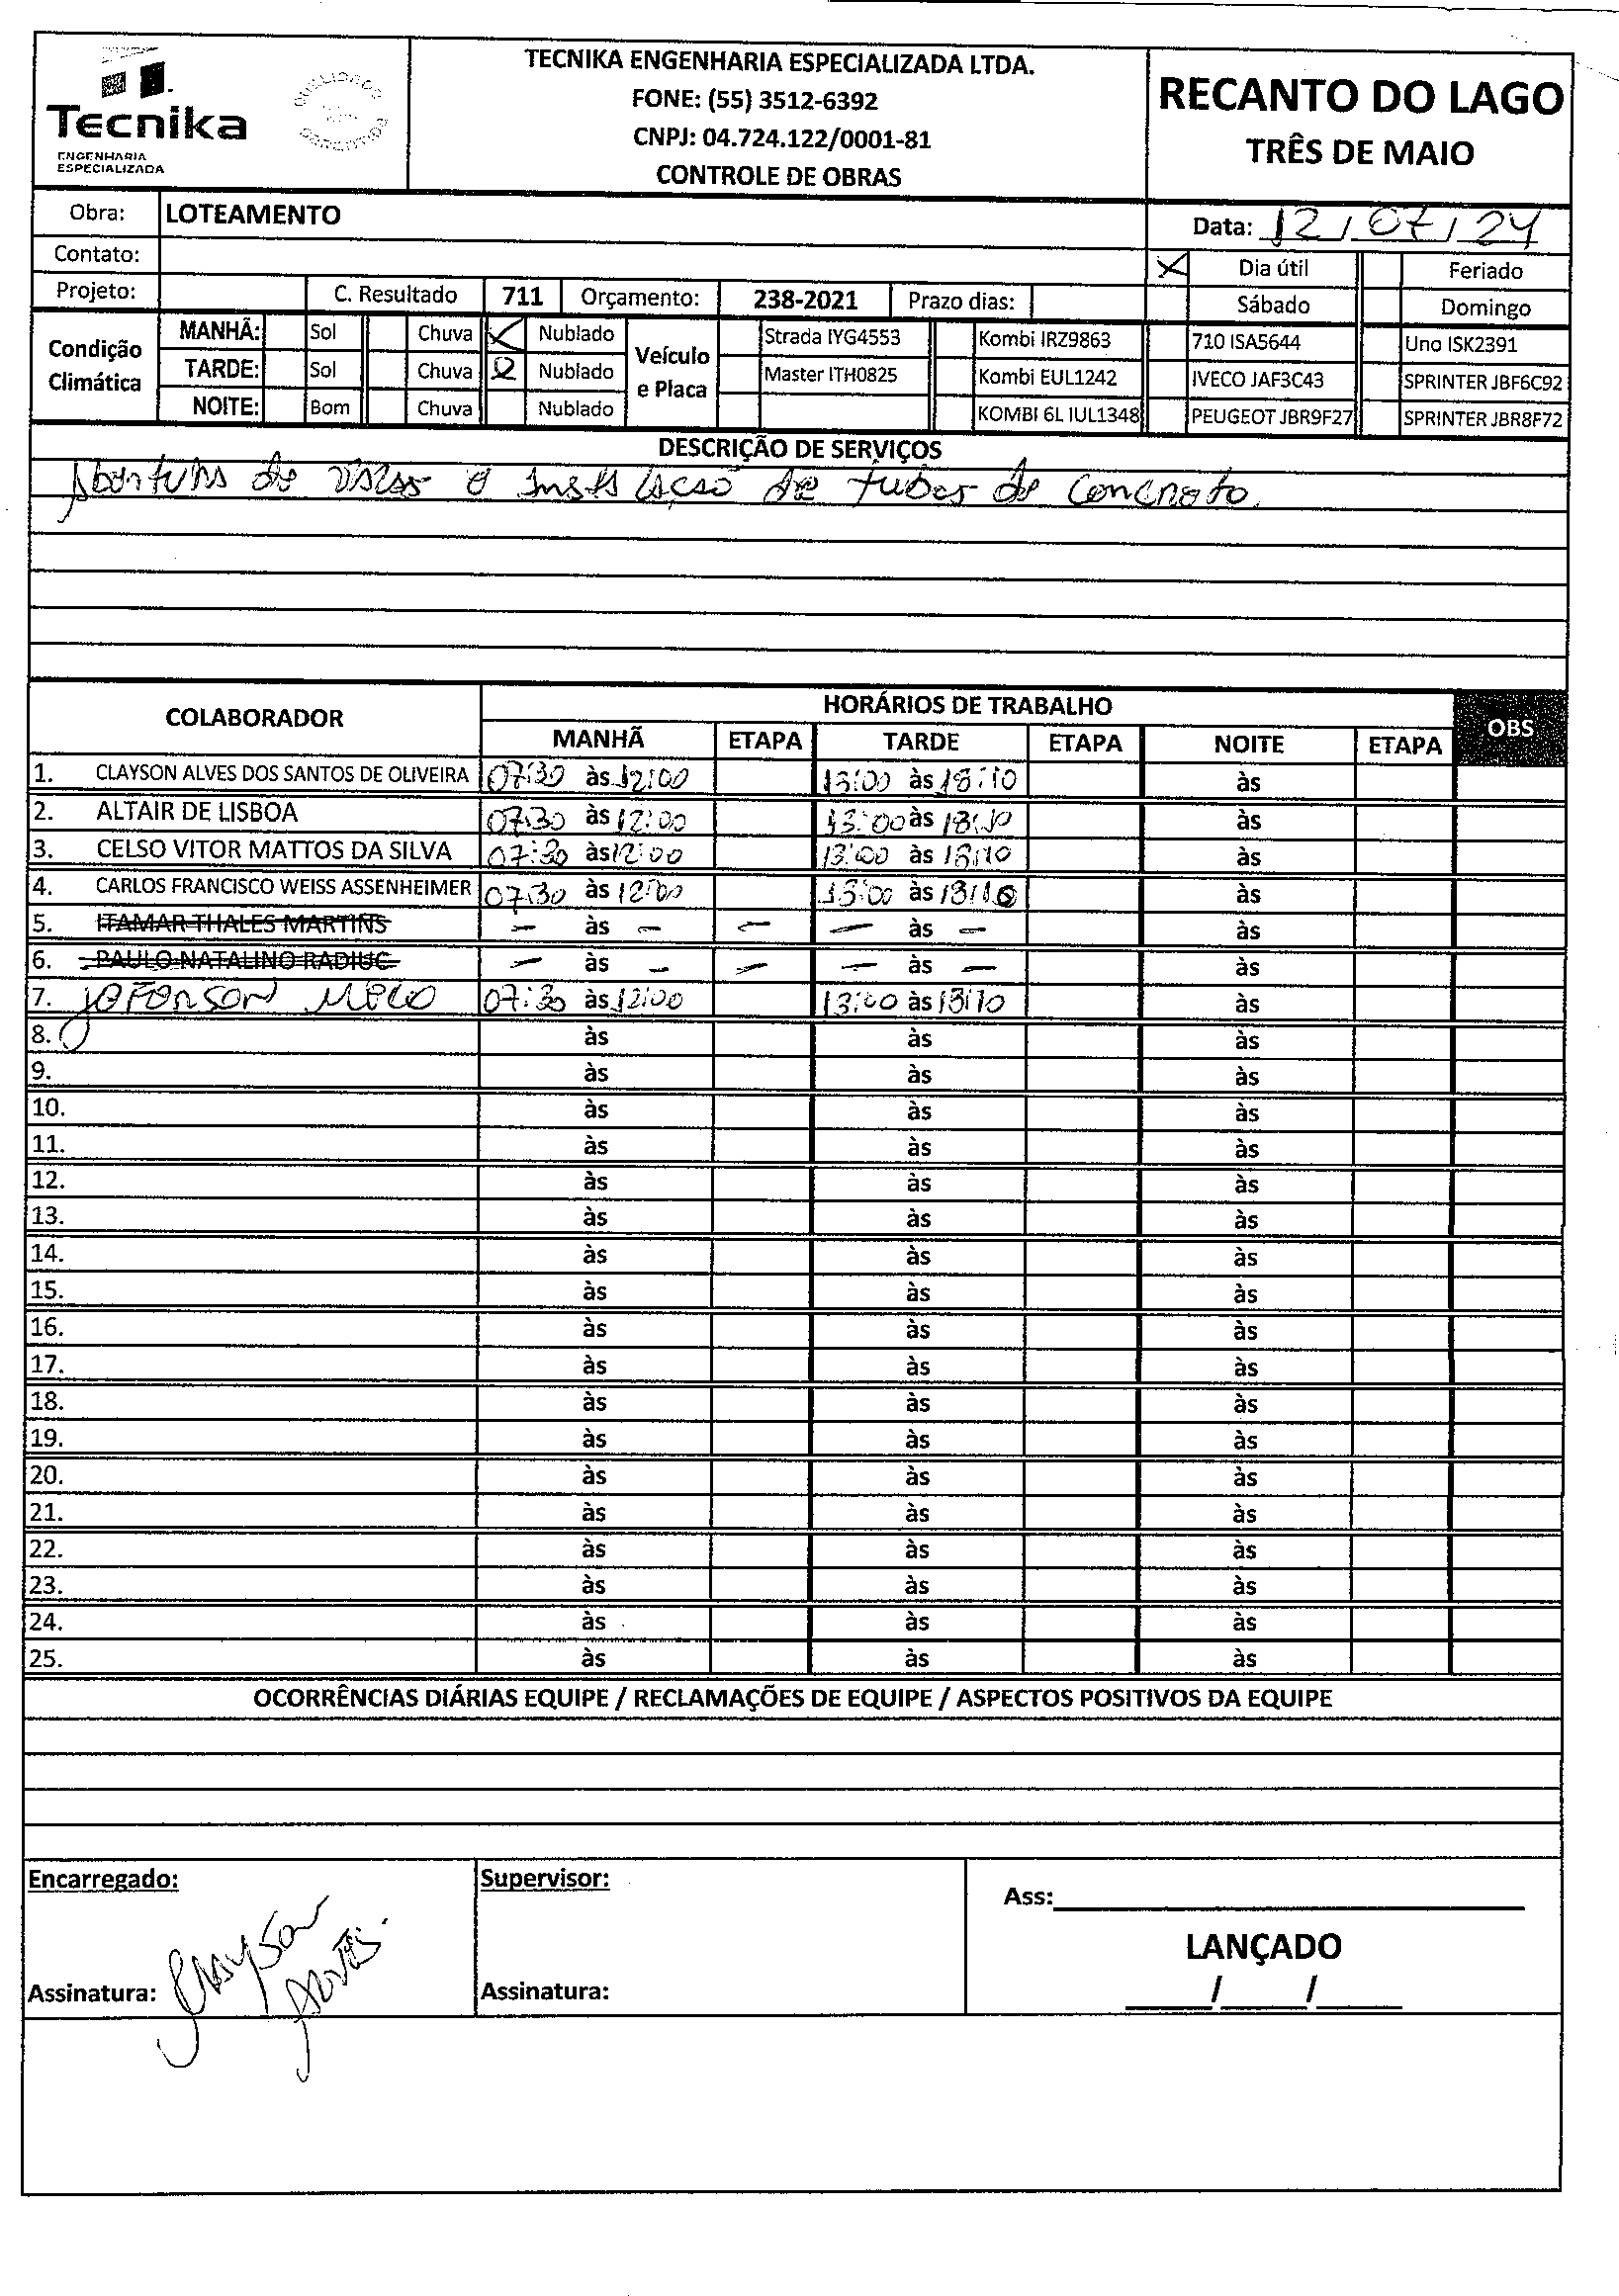 TECNIKA ENGENHARIA ESPECIALIZADA LTDA.
FONE: (55) 3512-6392
CNPJ: 04.724.122/0001-81
CONTROLE DE OBRAS
Tecnika
ENGENHARIA
ESPECIALIZADA
RECANTO DO LAGO
TRÊS DE MAIO
Obra: LOTEAMENTO
Data: 12/07/24
Contato:
Dia útil Feriado
Projeto: C. Resultado 711 Orçamento: 238-2021 Prazo dias:
Sábado Domingo
Condição Climática
MANHÃ: Sol Chuva Nublado
TARDE: Sol Chuva Nublado
NOITE: Bom Chuva Nublado
Veículo e Placa
Strada IYG4553 Kombi IRZ9863 710 ISA5644 Uno ISK2391
Master ITH0825 Kombi EUL1242 IVECO JAF3C43 SPRINTER JBF6C92
KOMBI 6L IUL1348 PEUGEOT JBR9F27 SPRINTER JBR8F72
DESCRIÇÃO DE SERVIÇOS
Abertura de valas e instalação de tubos de concreto.
COLABORADOR HORÁRIOS DE TRABALHO OBS
MANHÃ ETAPA TARDE ETAPA NOITE ETAPA
1. CLAYSON ALVES DOS SANTOS DE OLIVEIRA 07:30 às 12:00 13:00 às 18:10 às
2. ALTAIR DE LISBOA 07:30 às 12:00 13:00 às 18:10 às
3. CELSO VITOR MATTOS DA SILVA 07:30 às 12:00 13:00 às 18:10 às
4. CARLOS FRANCISCO WEISS ASSENHEIMER 07:30 às 12:00 13:00 às 18:10 às
5. ITAMAR THALES MARTINS - às - - - às - às
6. PAULO NATALINO RADIUC - às - - - às - às
7. Jeferson Melo 07:30 às 12:00 13:00 às 18:10 às
8. às às às
9. às às às
10. às às às
11. às às às
12. às às às
13. às às às
14. às às às
15. às às às
16. às às às
17. às às às
18. às às às
19. às às às
20. às às às
21. às às às
22. às às às
23. às às às
24. às às às
25. às às às
OCORRÊNCIAS DIÁRIAS EQUIPE / RECLAMAÇÕES DE EQUIPE / ASPECTOS POSITIVOS DA EQUIPE
Encarregado: Supervisor: Ass:
LANÇADO
Assinatura: Clayson Alves. Assinatura: / /